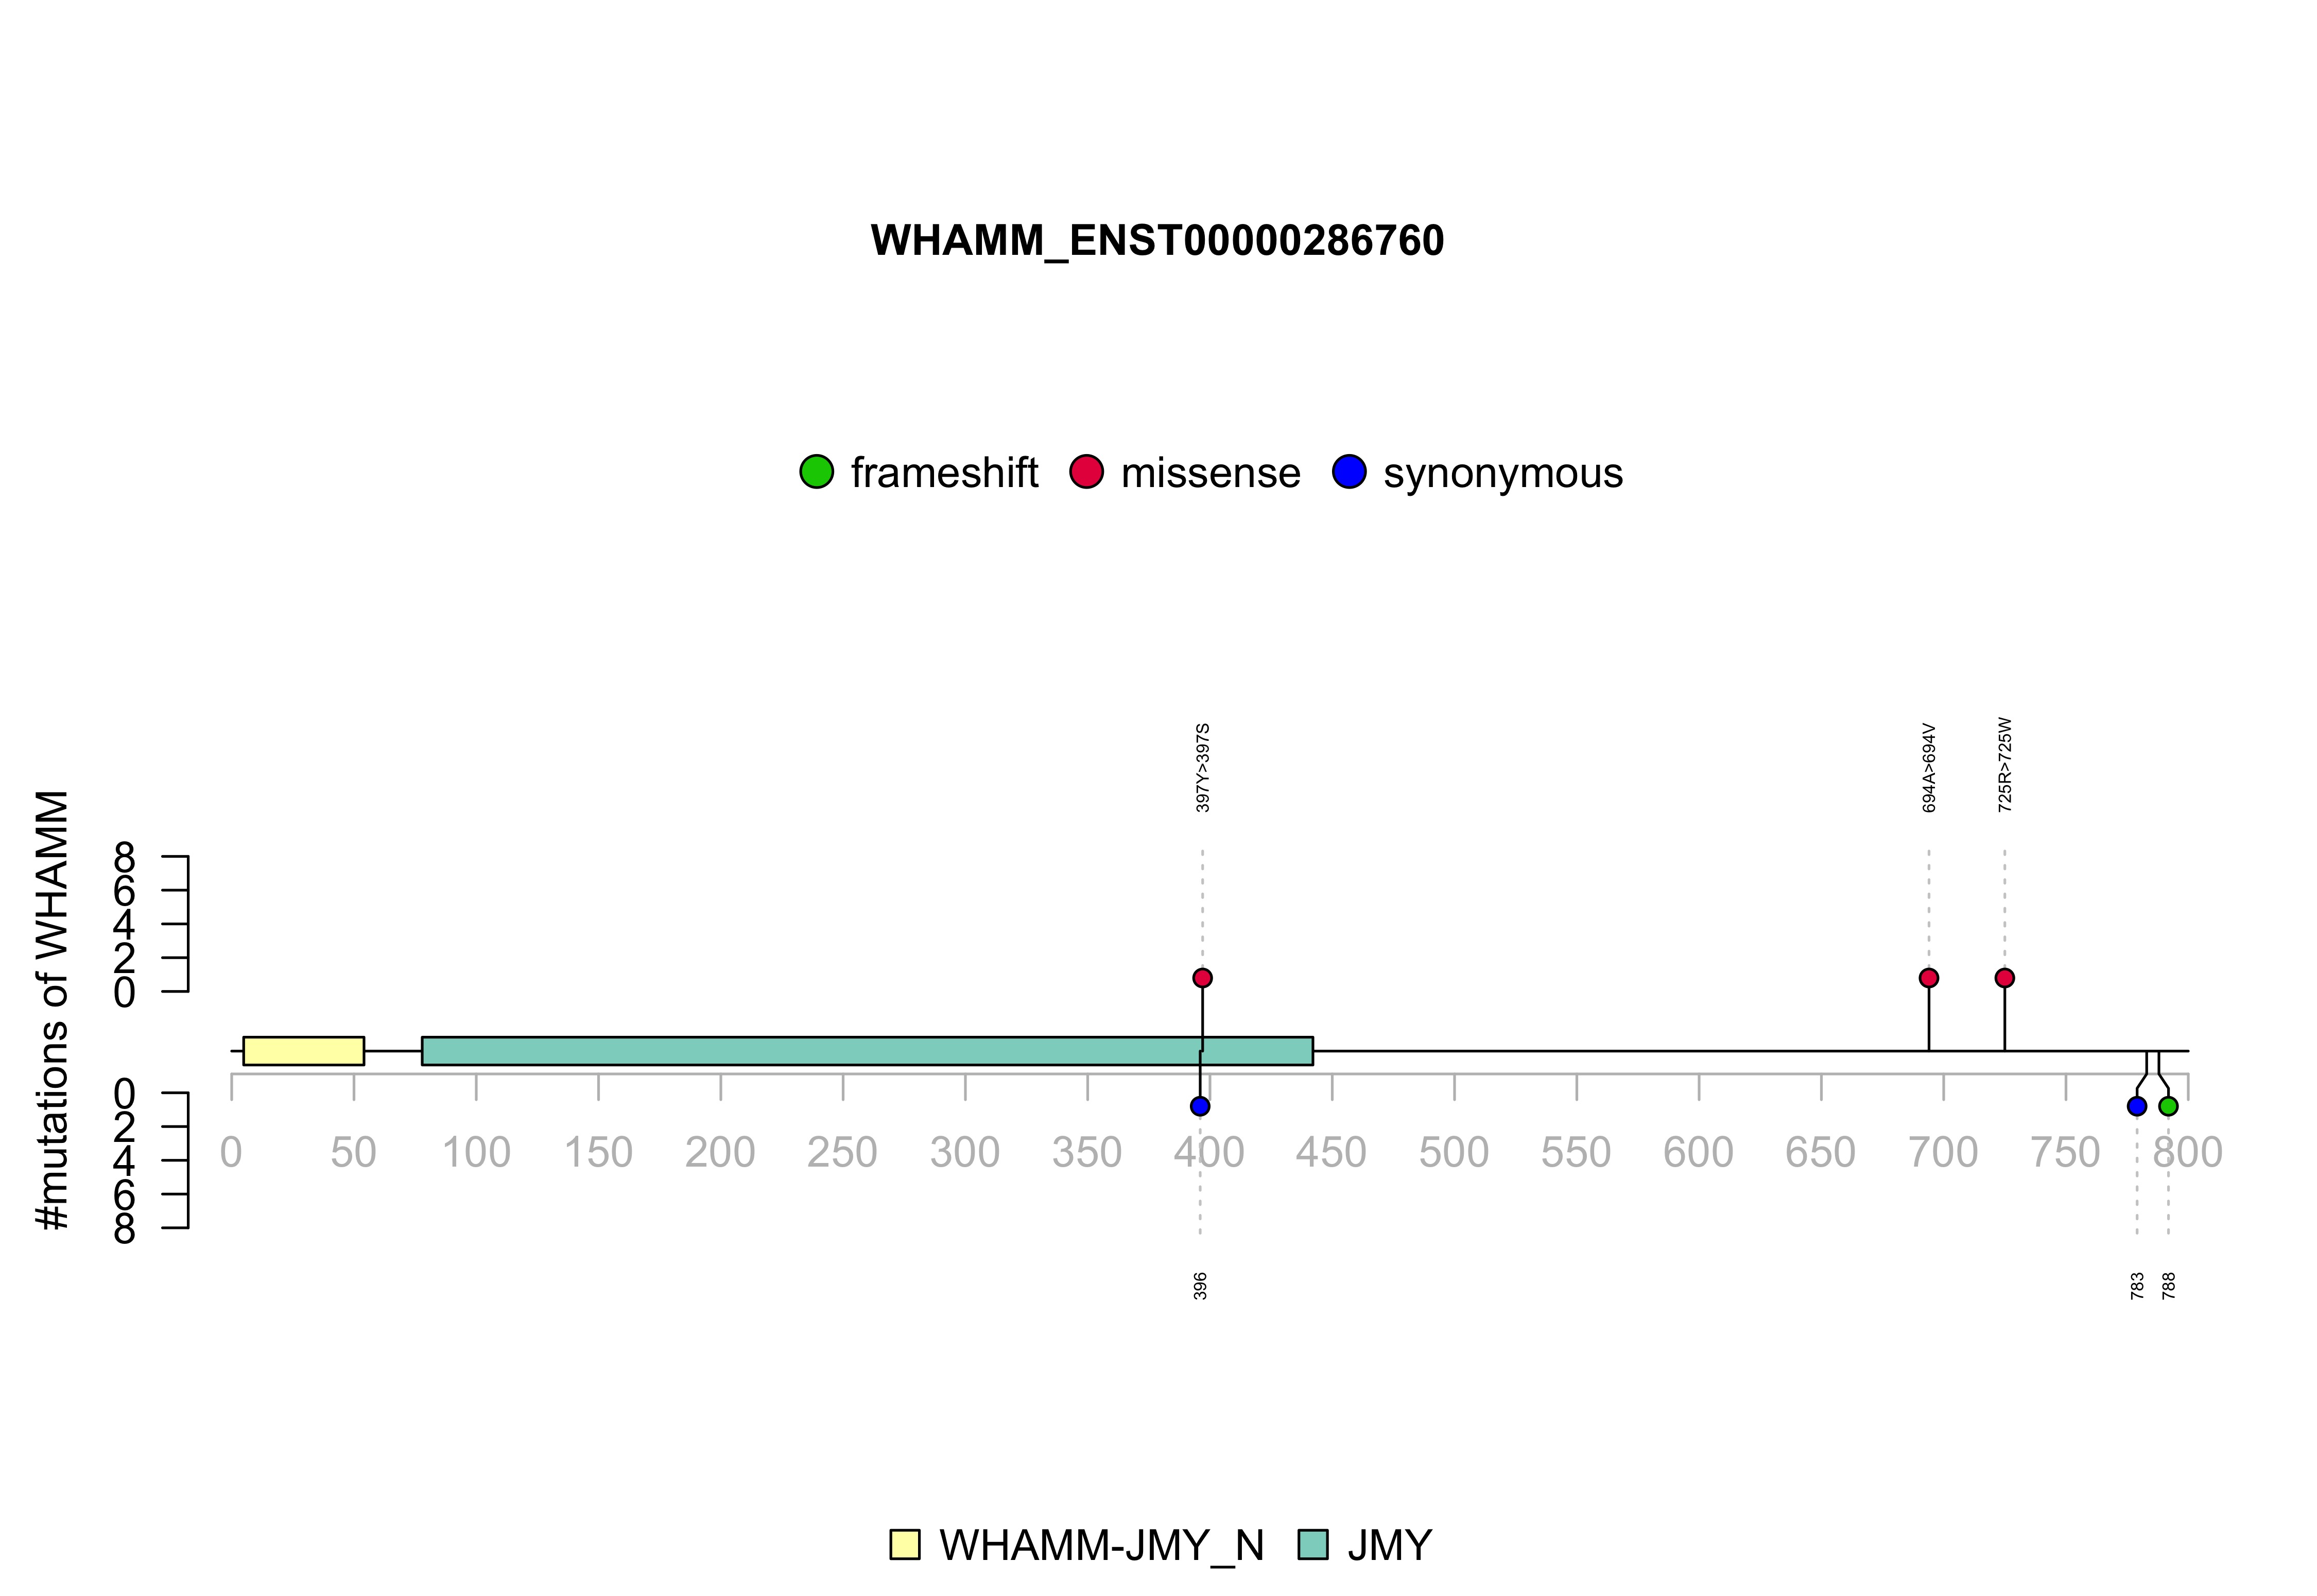 WHAMM_ENST00000286760
frameshift missense synonymous
397Y>397S
694A>694V
725R>725W
#mutations of WHAMM
8
6
4
2
0
0
2
4
6
8
0 50 100 150 200 250 300 350 400 450 500 550 600 650 700 750 800
396
783
788
WHAMM-JMY_N JMY